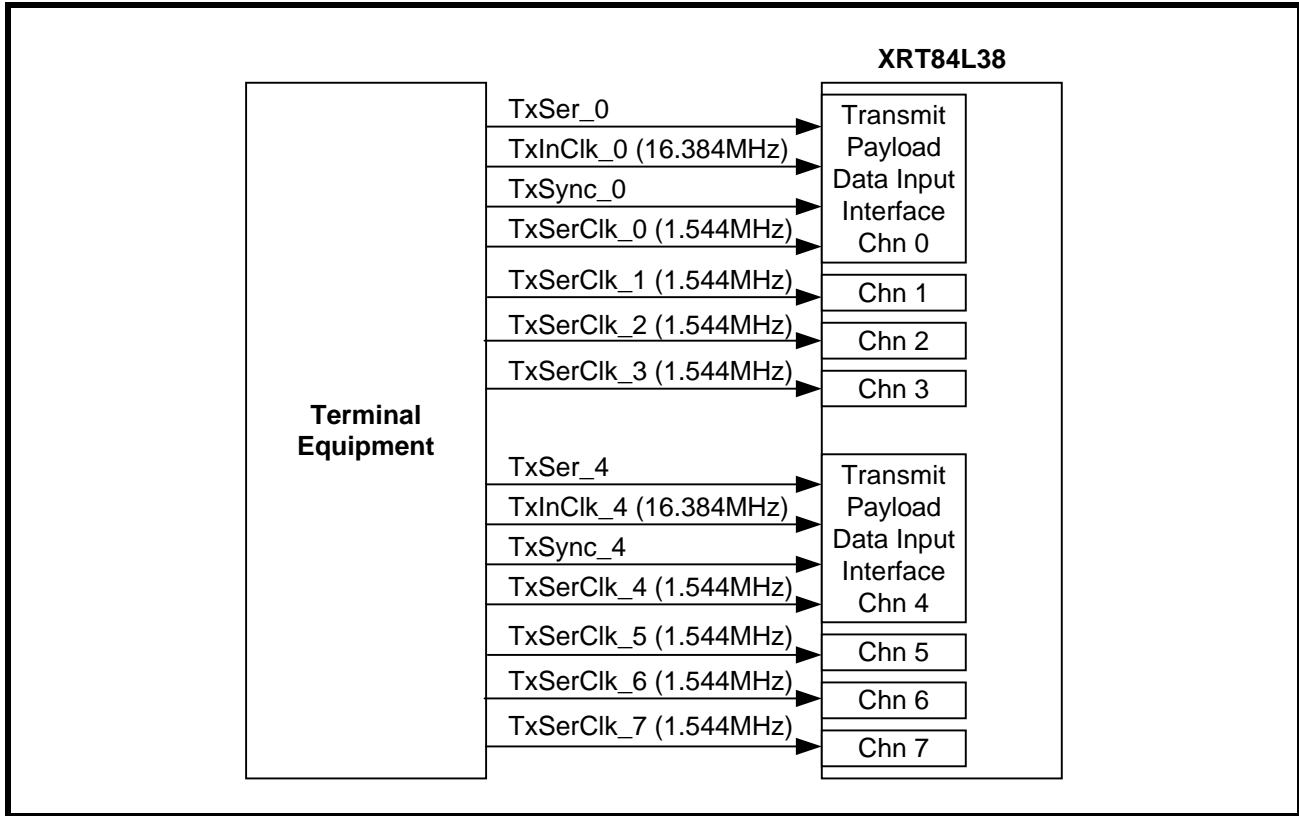 XRT84L38
Terminal
Equipment
TxSer_0
TxInClk_0 (16.384MHz)
TxSync_0
TxSerClk_0 (1.544MHz)
TxSerClk_1 (1.544MHz)
TxSerClk_2 (1.544MHz)
TxSerClk_3 (1.544MHz)
TxSer_4
TxInClk_4 (16.384MHz)
TxSync_4
TxSerClk_4 (1.544MHz)
TxSerClk_5 (1.544MHz)
TxSerClk_6 (1.544MHz)
TxSerClk_7 (1.544MHz)
Transmit
Payload
Data Input
Interface
Chn 0
Chn 1
Chn 2
Chn 3
Transmit
Payload
Data Input
Interface
Chn 4
Chn 5
Chn 6
Chn 7